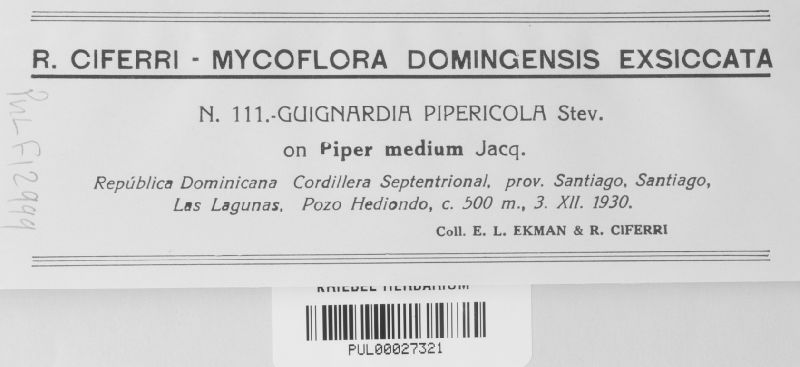 R. CIFERRI - MYCOFLORA DOMINGENSIS EXSICCATA
N. 111.-GUIGNARDIA PIPERICOLA Stev.
on Piper medium Jacq.
República Dominicana Cordillera Septentrional, prov. Santiago, Santiago,
Las Lagunas, Pozo Hediondo, c. 500 m., 3. XII. 1930.
Coll. E. L. EKMAN & R. CIFERRI
PUL F12999
KRIEBEL HERBARIUM
PUL00027321